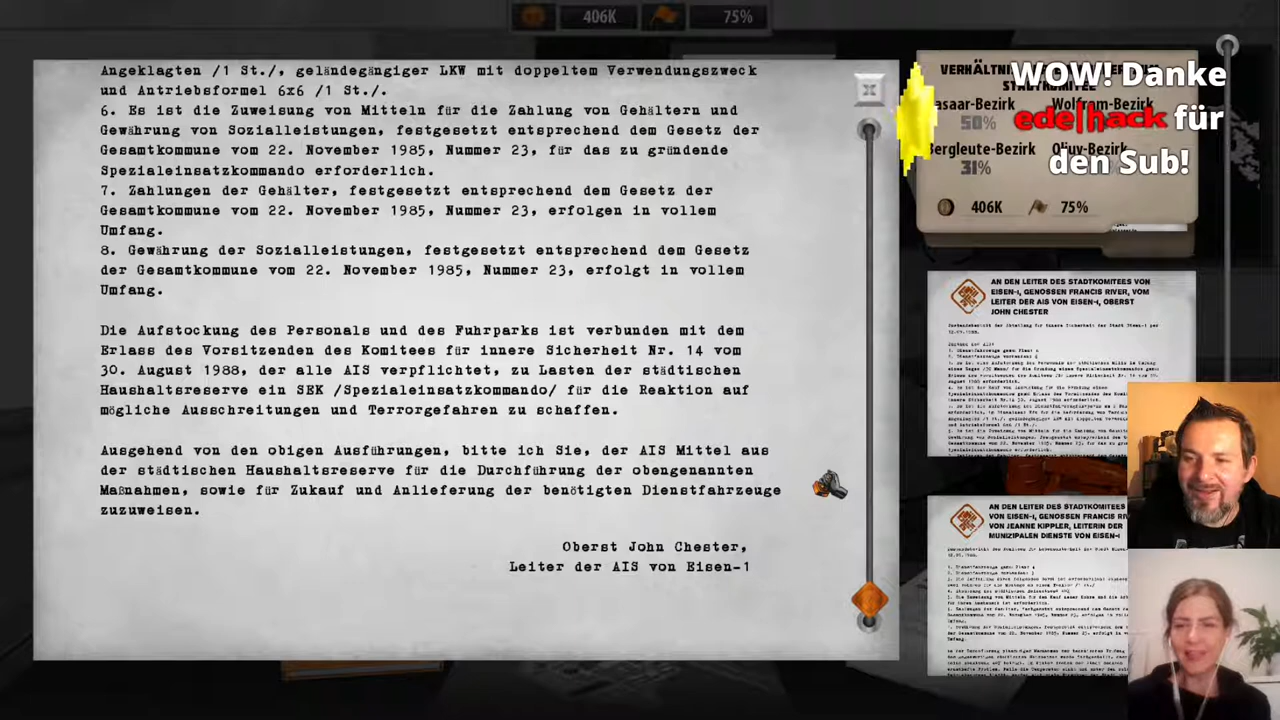 406K
75%
Angeklagten /1 St./, geländegängiger LKW mit doppeltem Verwendungszweck
und Antriebsformel 6x6 /1 St./.
6. Es ist die Zuweisung von Mitteln für die Zahlung von Gehältern und
Gewährung von Sozialleistungen, festgesetzt entsprechend dem Gesetz der
Gesamtkommune vom 22. November 1985, Nummer 23, für das zu gründende
Spezialeinsatzkommando erforderlich.
7. Zahlungen der Gehälter, festgesetzt entsprechend dem Gesetz der
Gesamtkommune vom 22. November 1985, Nummer 23, erfolgen in vollem
Umfang.
8. Gewährung der Sozialleistungen, festgesetzt entsprechend dem Gesetz
der Gesamtkommune vom 22. November 1985, Nummer 23, erfolgt in vollem
Umfang.
Die Aufstockung des Personals und des Fuhrparks ist verbunden mit dem
Erlass des Vorsitzenden des Komitees für innere Sicherheit Nr. 14 vom
30. August 1988, der alle AIS verpflichtet, zu Lasten der städtischen
Haushaltsreserve Mobile /Spezialeinsatzkommando/ für die Reaktion auf
mögliche Ausschreitungen und Terrorgefahren zu schaffen.
Ausgehend von den obigen Ausführungen, bitte ich Sie, der AIS Mittel aus
der städtischen Haushaltsreserve für die Durchführung der obengenannten
Maßnahmen, sowie für Zukauf und Anlieferung der benötigten Dienstfahrzeuge
zuzuweisen.
Oberst John Chester,
Leiter der AIS von Eisen-1
WOW! Danke
ede|hack für
den Sub!
Wolfram-Bezirk
50%
Bergleute-Bezirk
31%
406K
75%
AN DEN LEITER DES STADTKOMITEES VON
EISEN-1, GENOSSEN FRANCIS RIVER, VOM
LEITER DER AIS VON EISEN-1, OBERST
JOHN CHESTER
AN DEN LEITER DES STADTKOMITEES
VON EISEN-1, GENOSSEN FRANCIS
VON JEANNE KIPPLER, LEITERIN DER
MUNIZIPALEN DIENSTE VON EISEN-1